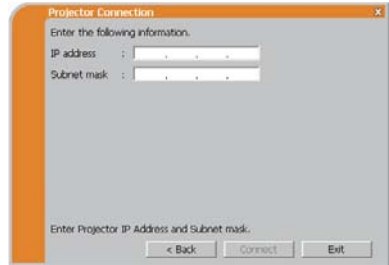 Projector Connection
Enter the following information.
IP address : . . .
Subnet mask : . . .
Enter Projector IP Address and Subnet mask.
< Back Connect Exit